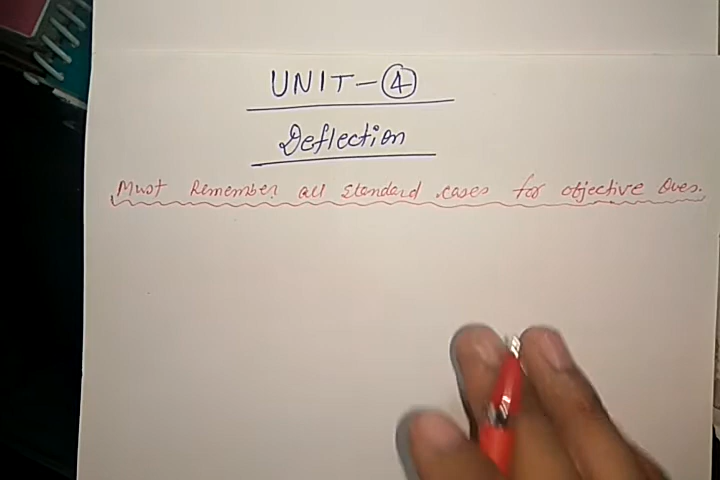 UNIT-④
Deflection
Must Remember all standard cases for objective Ques.